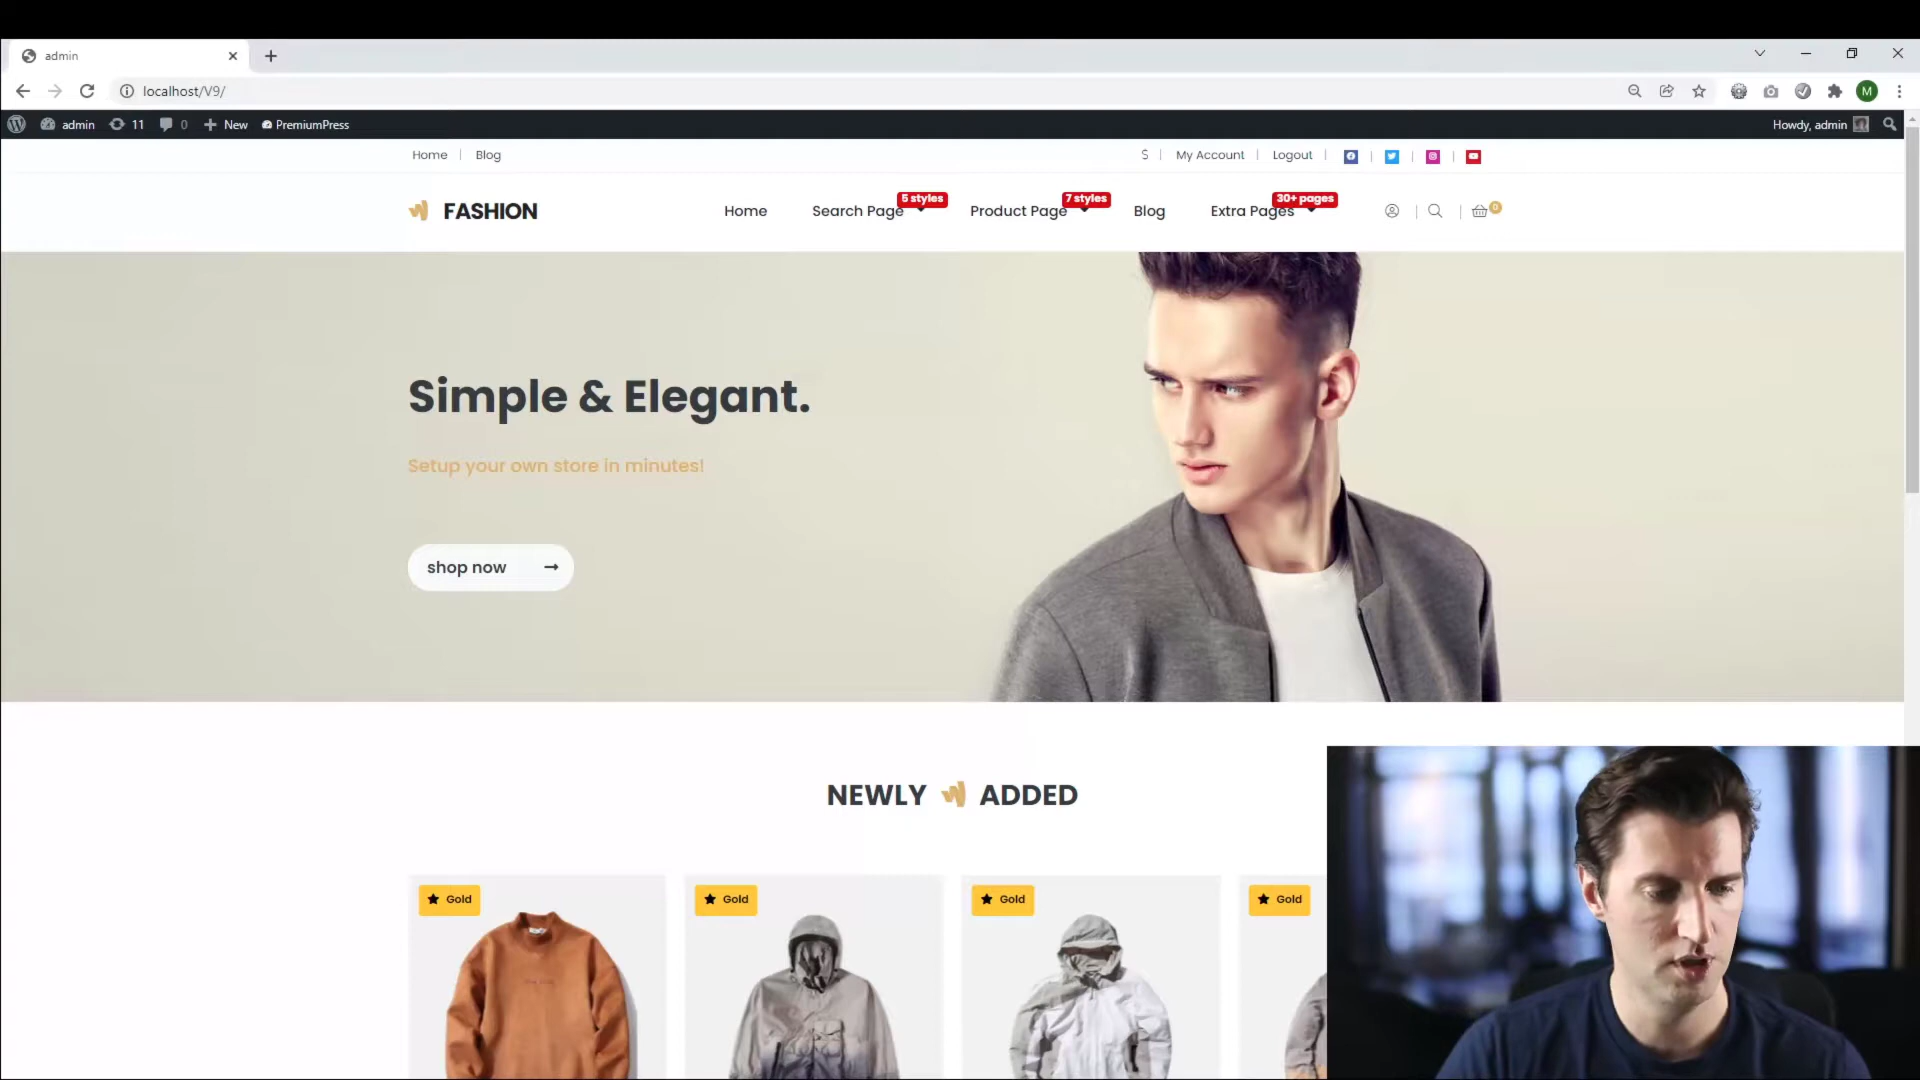 admin
localhost/V9/
M
admin 11 0 New PremiumPress Howdy, admin
Home Blog $ My Account Logout
FASHION
Home Search Page 5 styles Product Page 7 styles Blog Extra Pages 30+ pages 0
Simple & Elegant.
Setup your own store in minutes!
shop now
NEWLY ADDED
Gold Gold Gold Gold